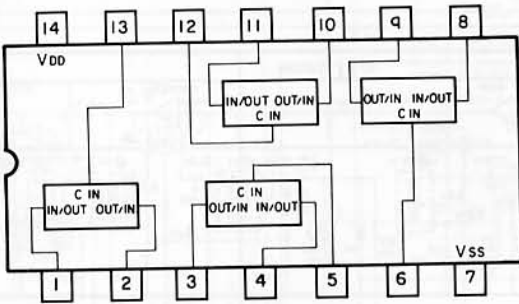 14 13 12 11 10 9 8
VDD
IN/OUT OUT/IN
C IN
OUT/IN IN/OUT
C IN
C IN
IN/OUT OUT/IN
C IN
OUT/IN IN/OUT
VSS
1 2 3 4 5 6 7